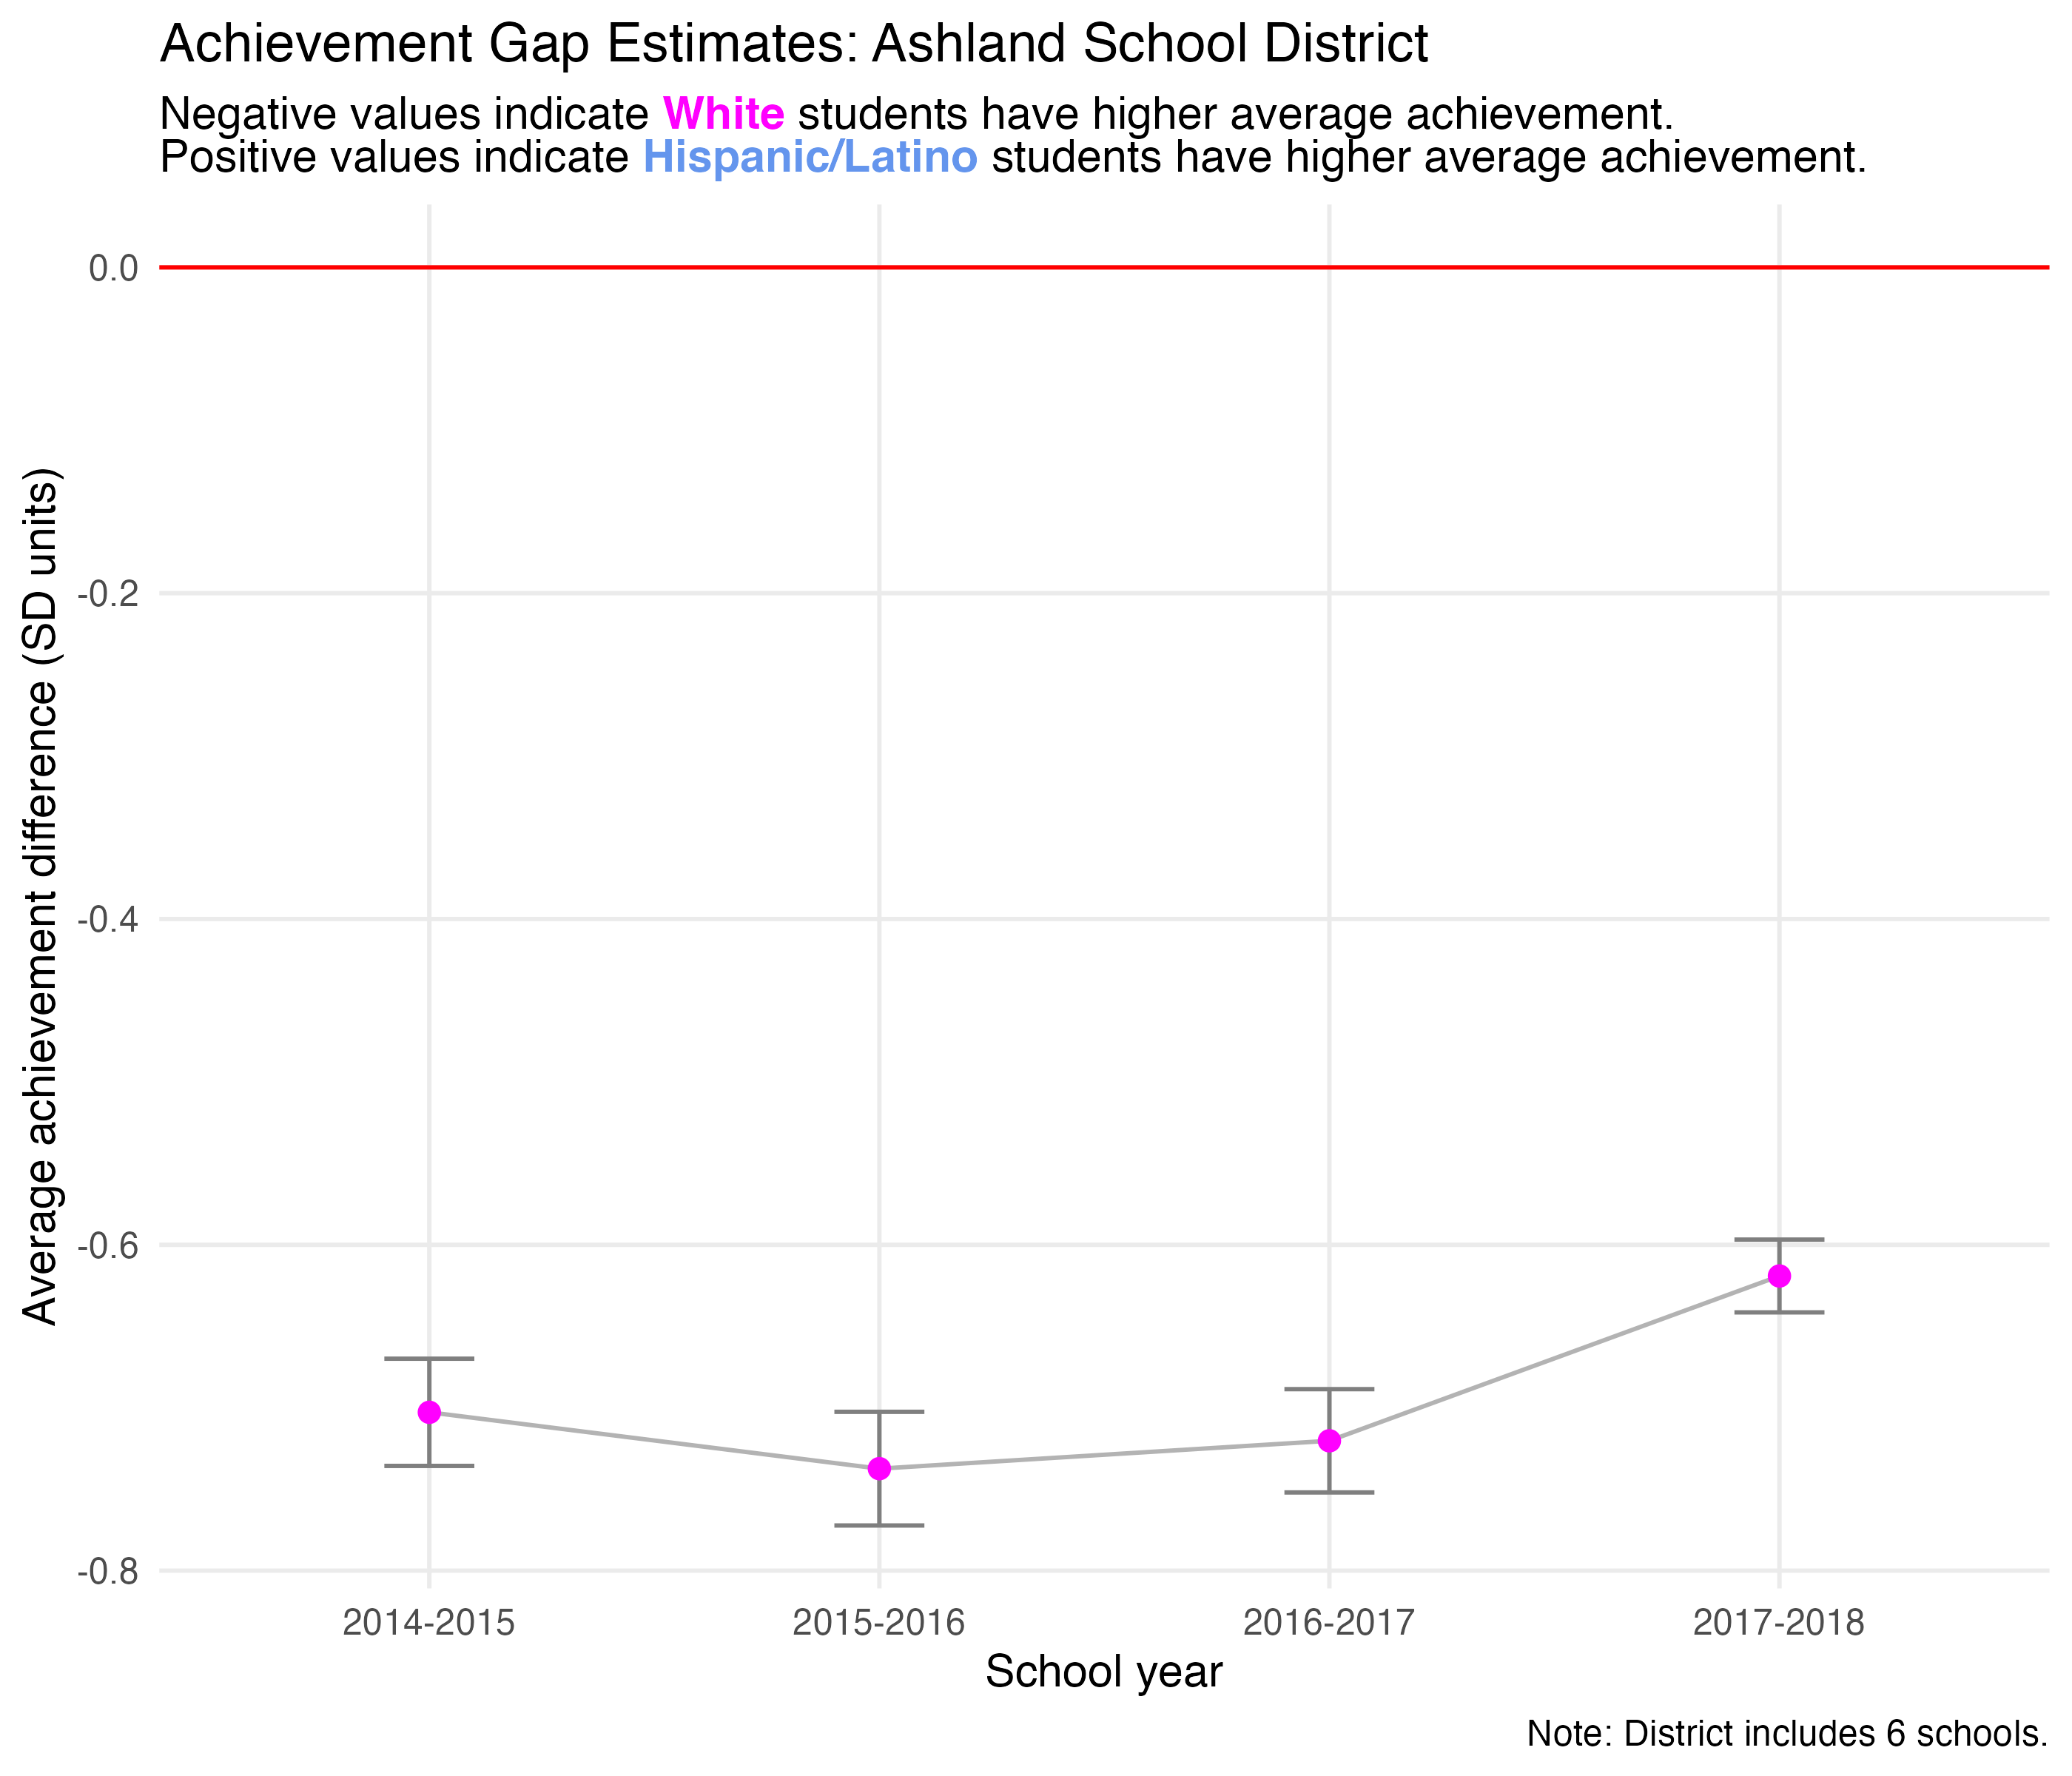 Achievement Gap Estimates: Ashland School District
Negative values indicate White students have higher average achievement.
Positive values indicate Hispanic/Latino students have higher average achievement.
Average achievement difference (SD units)
0.0
-0.2
-0.4
-0.6
-0.8
2014-2015
2015-2016
2016-2017
2017-2018
School year
Note: District includes 6 schools.